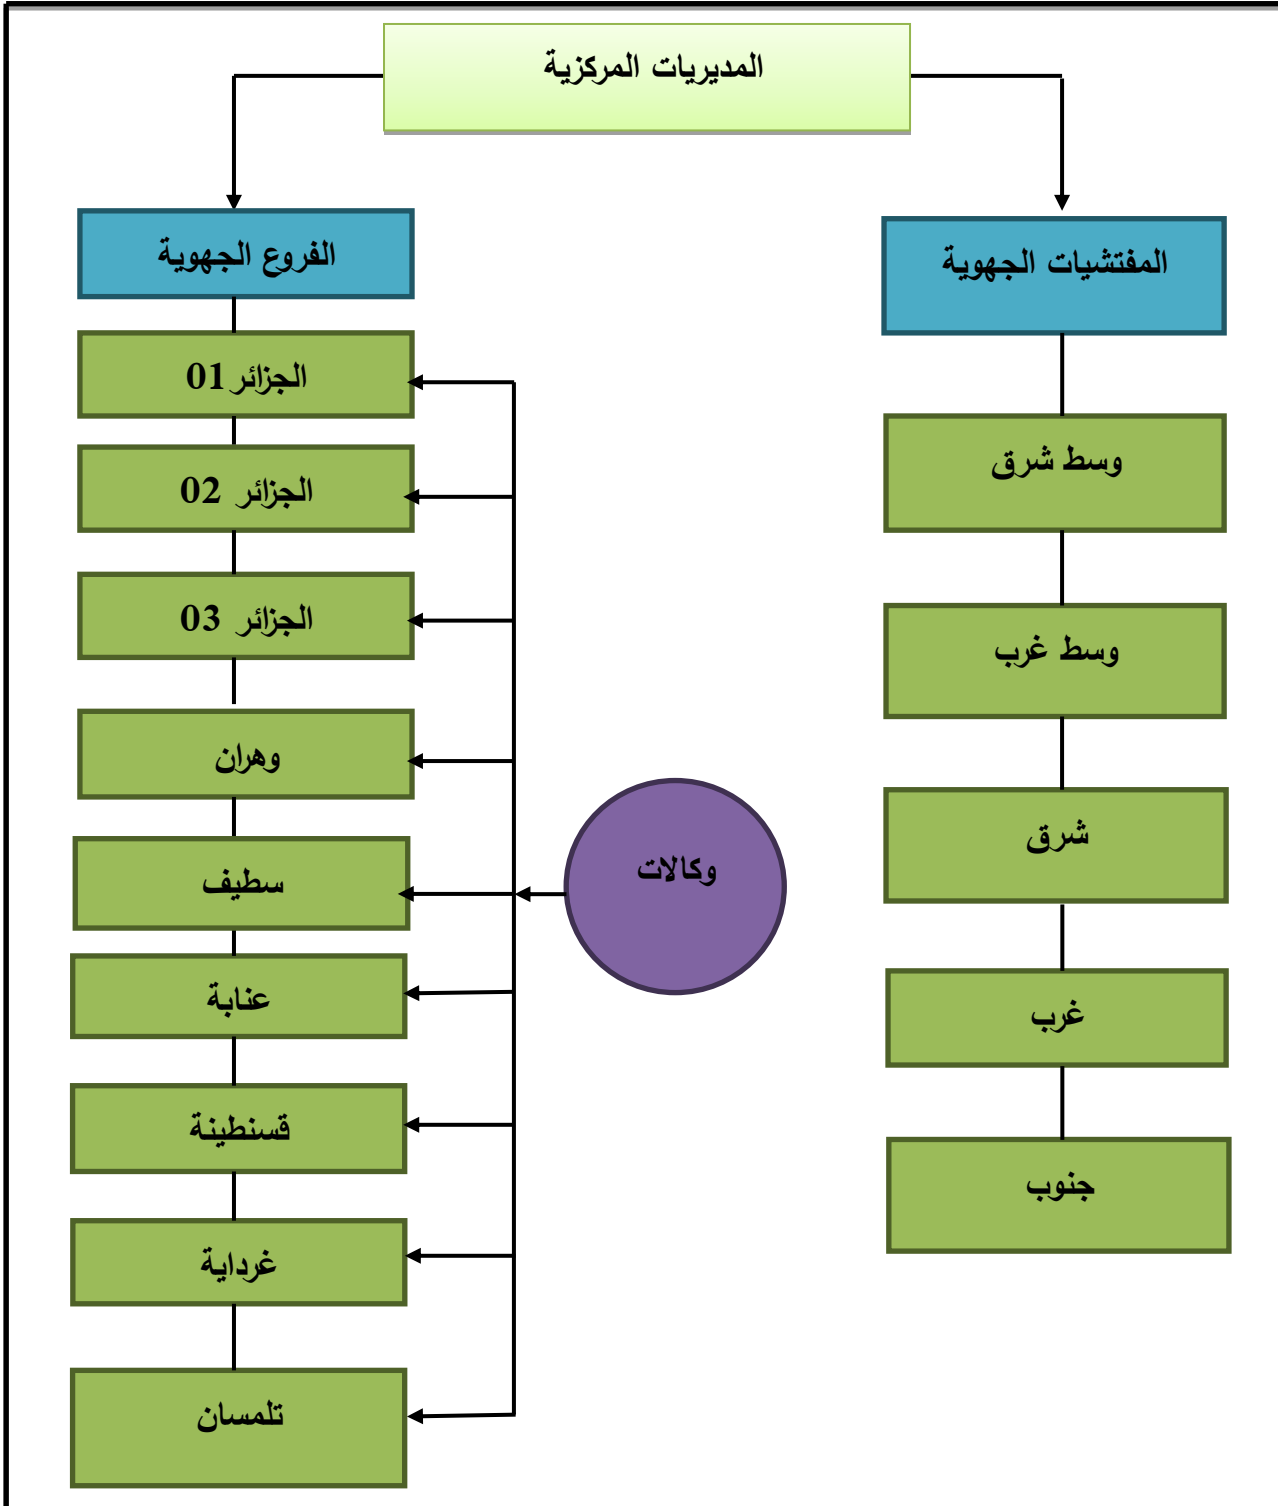 المديريات المركزية
المفتشيات الجهوية
وسط شرق
وسط غرب
شرق
غرب
جنوب
وكالات
الفروع الجهوية
الجزائر 01
الجزائر 02
الجزائر 03
وهران
سطيف
عنابة
قسنطينة
غرداية
تلمسان